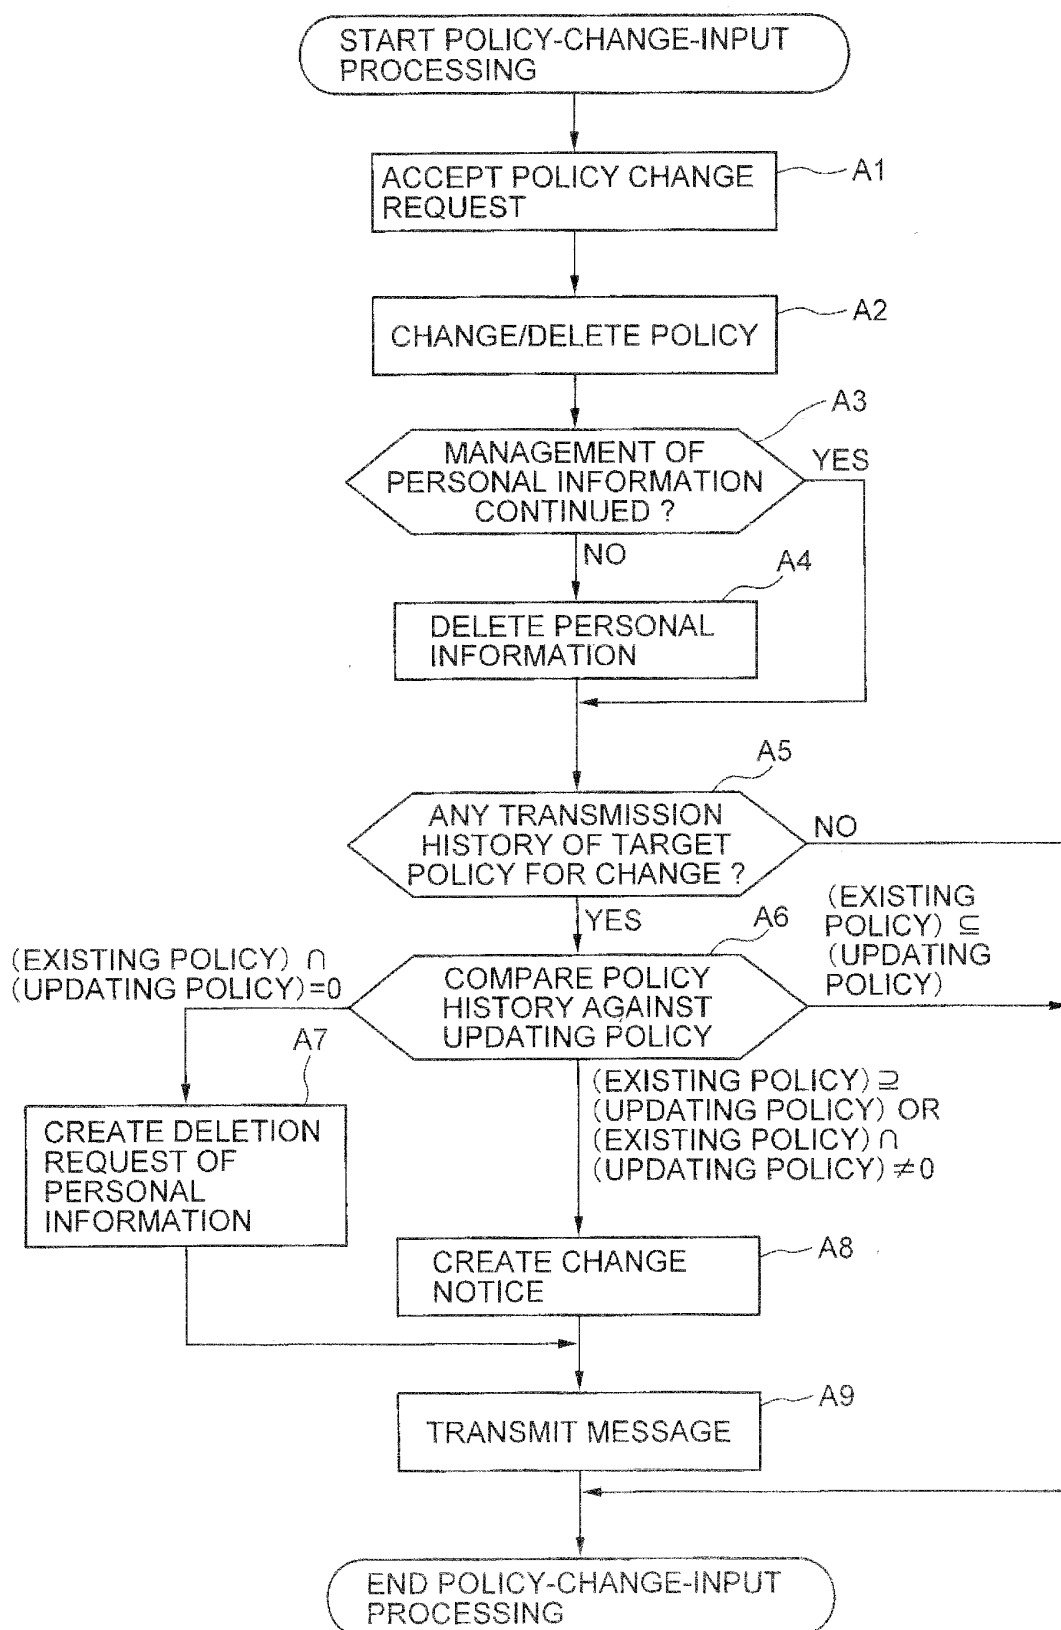 START POLICY-CHANGE-INPUT
PROCESSING
ACCEPT POLICY CHANGE
REQUEST
A1
CHANGE/DELETE POLICY
A2
A3
MANAGEMENT OF
PERSONAL INFORMATION
CONTINUED ?
YES
NO
A4
DELETE PERSONAL
INFORMATION
A5
ANY TRANSMISSION
HISTORY OF TARGET
POLICY FOR CHANGE ?
NO
YES
A6
(EXISTING
POLICY) ⊆
(UPDATING
POLICY)
(EXISTING POLICY) ∩
(UPDATING POLICY)=0
COMPARE POLICY
HISTORY AGAINST
UPDATING POLICY
A7
(EXISTING POLICY) ⊇
(UPDATING POLICY) OR
(EXISTING POLICY) ∩
(UPDATING POLICY) ≠0
CREATE DELETION
REQUEST OF
PERSONAL
INFORMATION
A8
CREATE CHANGE
NOTICE
A9
TRANSMIT MESSAGE
END POLICY-CHANGE-INPUT
PROCESSING